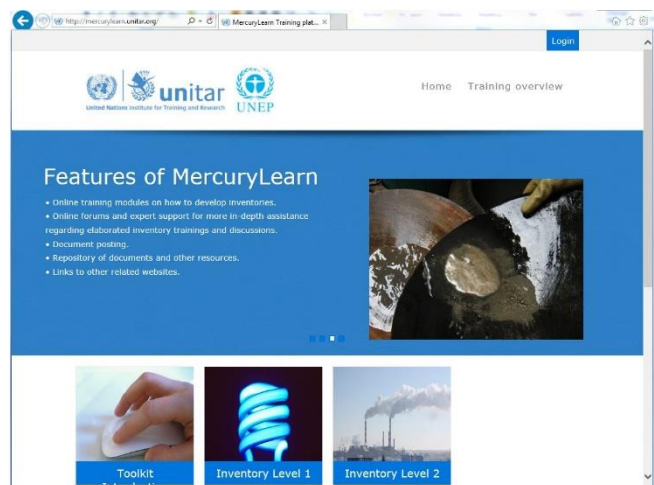 http://mercurylearn.unitar.org/
MercuryLearn Training plat...
Login
unitar
United Nations Institute for Training and Research
UNEP
Home Training overview
Features of MercuryLearn
• Online training modules on how to develop inventories.
• Online forums and expert support for more in-depth assistance
regarding elaborated inventory trainings and discussions.
• Document posting.
• Repository of documents and other resources.
• Links to other related websites.
Toolkit
Inventory Level 1
Inventory Level 2